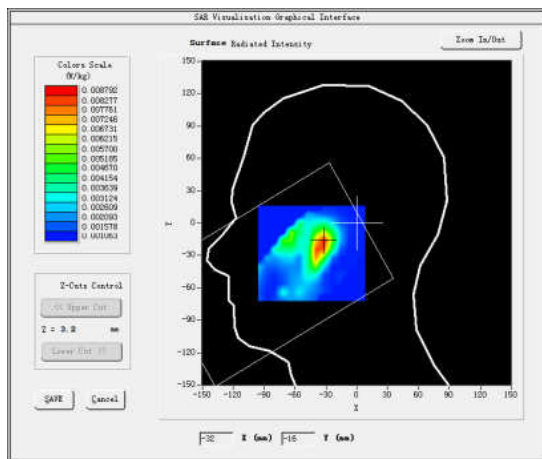 SAR Visualization Graphical Interface
Surface Radiated Intensity
Zoom In/Out
Colors Scale
(W/kg)
0.008792
0.008277
0.007761
0.007246
0.006731
0.006215
0.005700
0.005185
0.004670
0.004154
0.003639
0.003124
0.002609
0.002093
0.001578
0.001063
150
120
90
60
30
0
-30
-60
-90
-120
-150
Y
-150 -120 -90 -60 -30 0 30 60 90 120 150
X
Z-Cuts Control
<< Upper Cut
Z = mm
Lower Cut >>
SAVE
Cancel
-32 X (mm) -16 Y (mm)